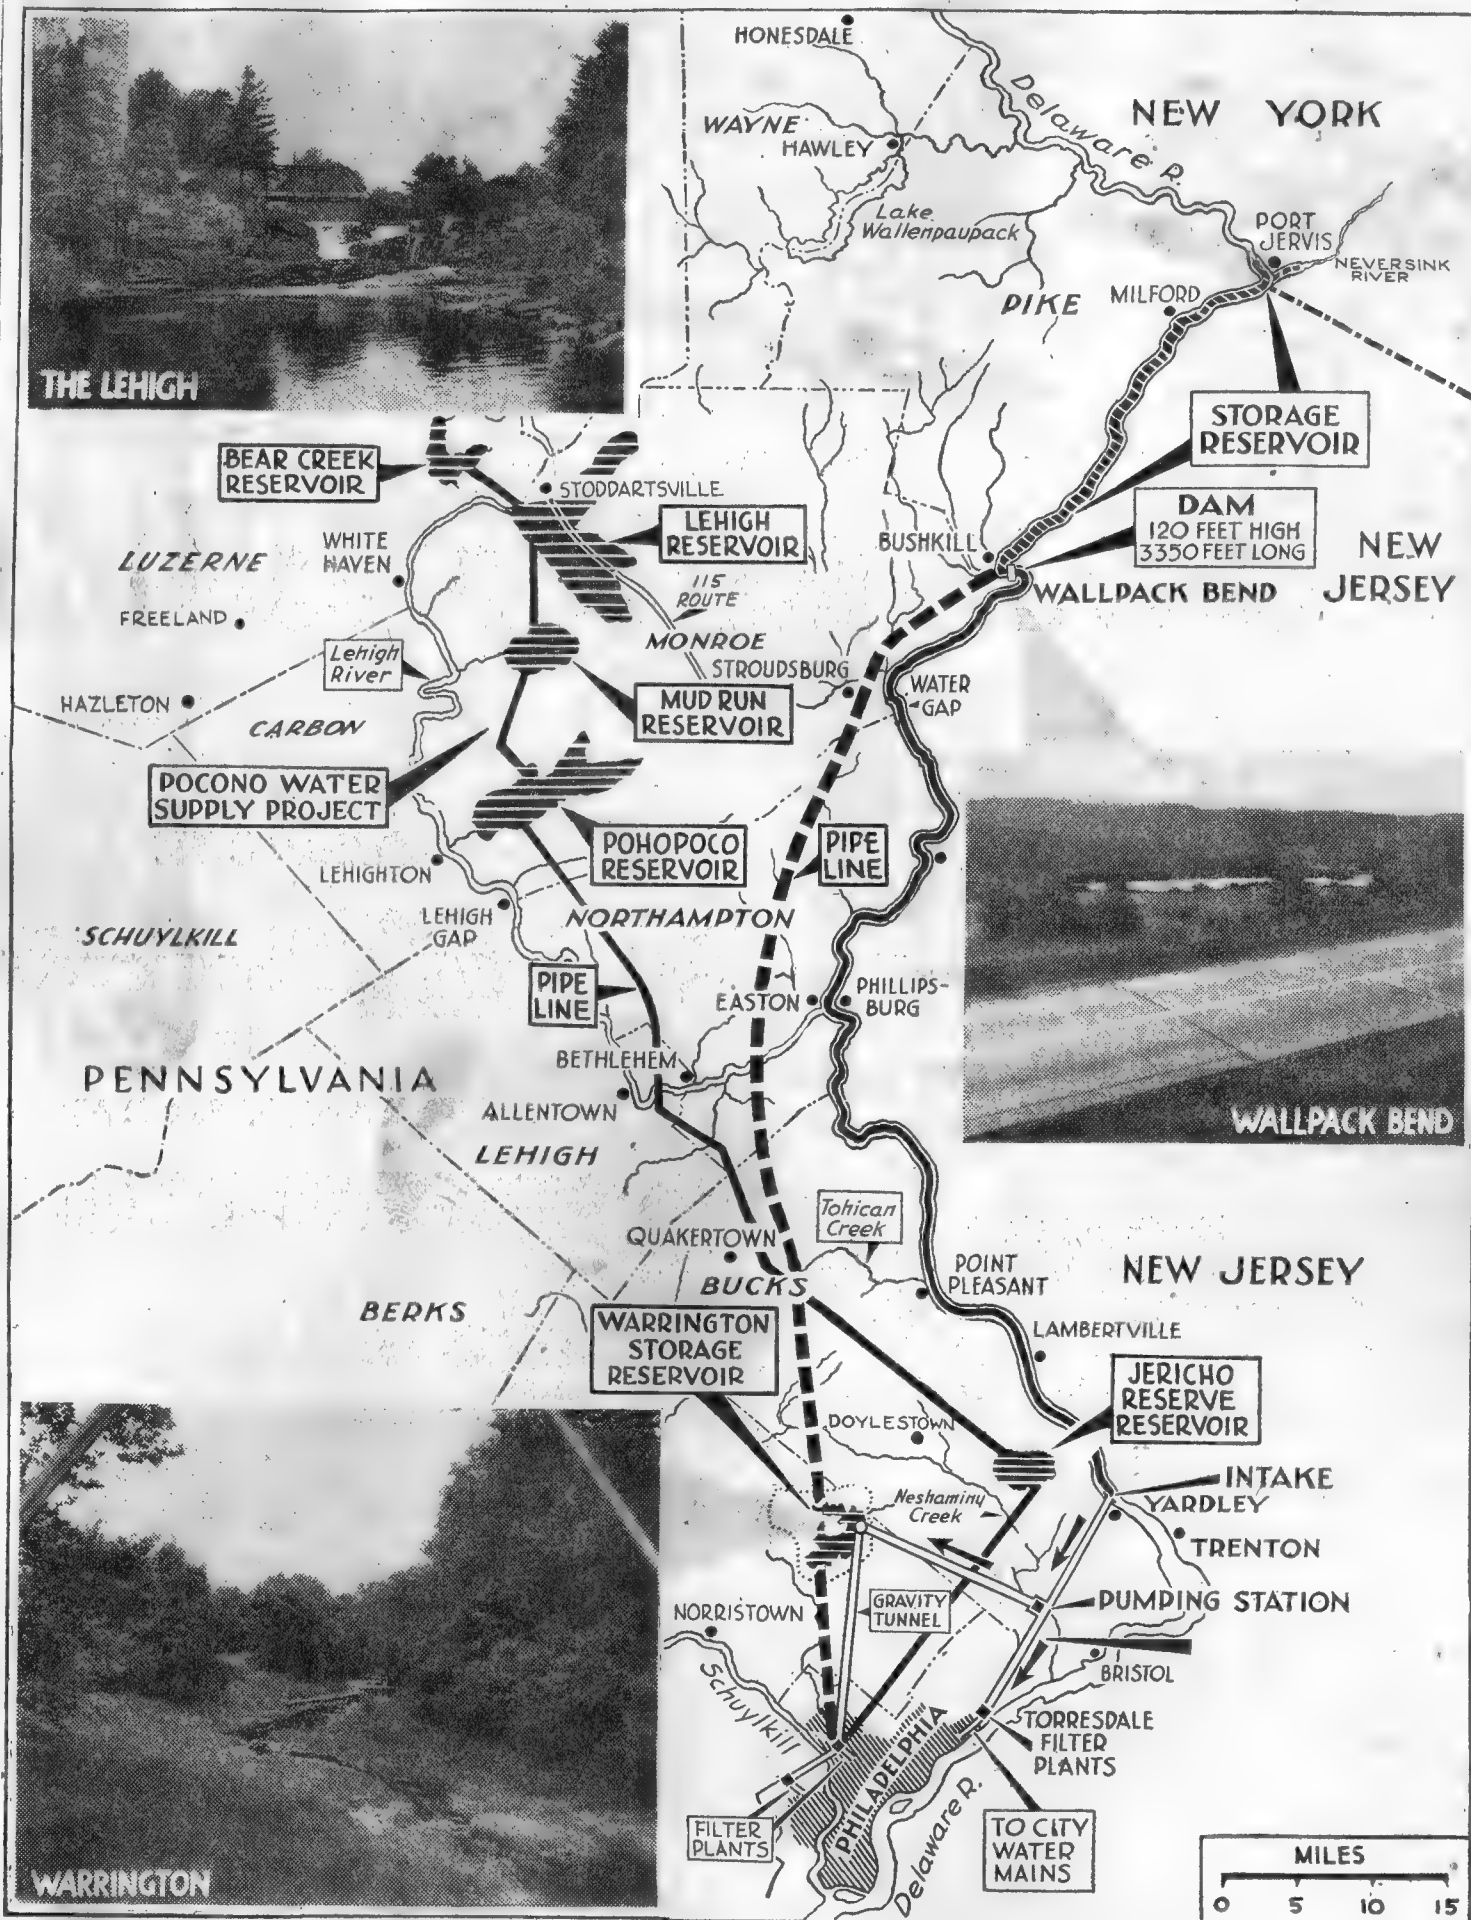 HONESDALE
Delaware R.
NEW YORK
WAYNE
HAWLEY
Lake
Wallenpaupack
PORT
JERVIS
NEVERSINK
RIVER
PIKE
MILFORD
THE LEHIGH
STORAGE
RESERVOIR
BEAR CREEK
RESERVOIR
STODDARTSVILLE
DAM
120 FEET HIGH
3350 FEET LONG
LEHIGH
RESERVOIR
WHITE
HAVEN
BUSHKILL
NEW
JERSEY
LUZERNE
115
ROUTE
WALLPACK BEND
FREELAND
MONROE
Lehigh
River
STROUDSBURG
WATER
GAP
HAZLETON
MUD RUN
RESERVOIR
CARBON
POCONO WATER
SUPPLY PROJECT
POHOPOCO
RESERVOIR
PIPE
LINE
LEHIGHTON
LEHIGH
GAP
NORTHAMPTON
SCHUYLKILL
PIPE
LINE
EASTON
PHILLIPS-
BURG
BETHLEHEM
PENNSYLVANIA
ALLENTOWN
WALLPACK BEND
LEHIGH
Tohican
Creek
QUAKERTOWN
POINT
PLEASANT
NEW JERSEY
BUCKS
BERKS
WARRINGTON
STORAGE
RESERVOIR
LAMBERTVILLE
JERICHO
RESERVE
RESERVOIR
DOYLESTOWN
INTAKE
Neshaminy
Creek
YARDLEY
TRENTON
GRAVITY
TUNNEL
PUMPING STATION
NORRISTOWN
BRISTOL
Schuylkill
PHILADELPHIA
TORRESDALE
FILTER
PLANTS
FILTER
PLANTS
Delaware R.
TO CITY
WATER
MAINS
WARRINGTON
MILES
0 5 10 15